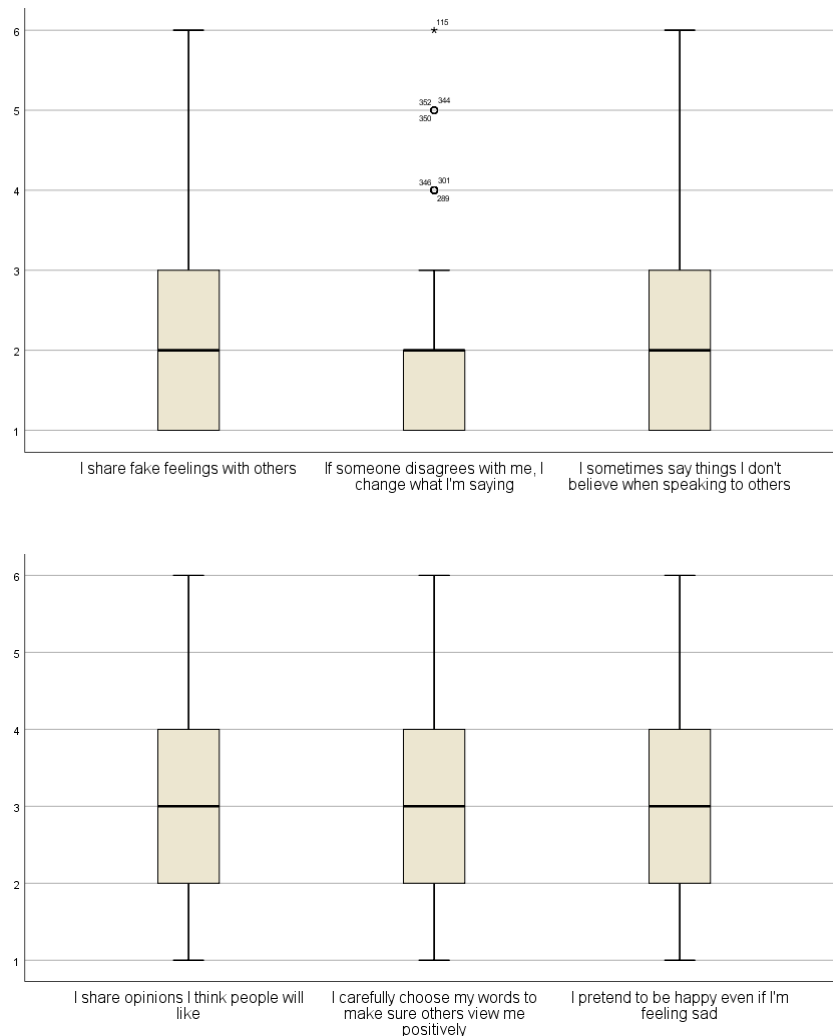 6
115
5
352 344
350
4
346 301
289
3
2
1
I share fake feelings with others
If someone disagrees with me, I
change what I'm saying
I sometimes say things I don't
believe when speaking to others
6
5
4
3
2
1
I share opinions I think people will
like
I carefully choose my words to
make sure others view me
positively
I pretend to be happy even if I'm
feeling sad